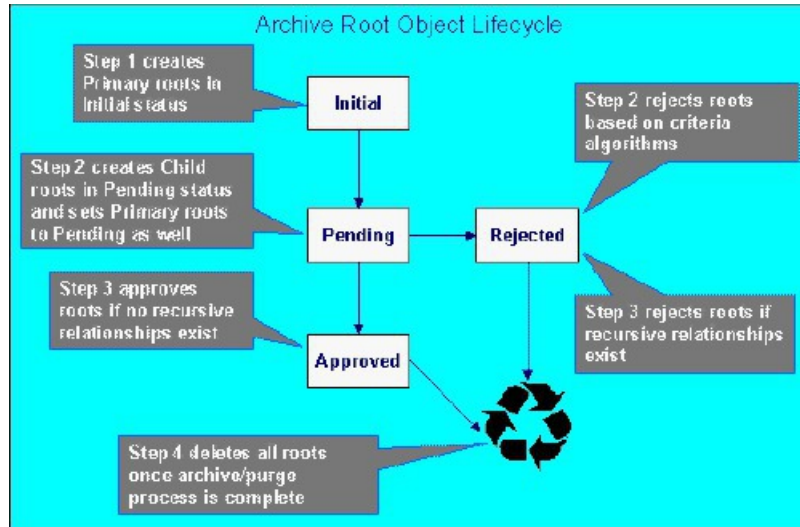 Archive Root Object Lifecycle
Step 1 creates
Primary roots in
Initial status
Initial
Step 2 rejects roots
based on criteria
algorithms
Step 2 creates Child
roots in Pending status
and sets Primary roots
to Pending as well
Pending
Rejected
Step 3 approves
roots if no recursive
relationships exist
Step 3 rejects roots if
recursive relationships
exist
Approved
Step 4 deletes all roots
once archive/purge
process is complete